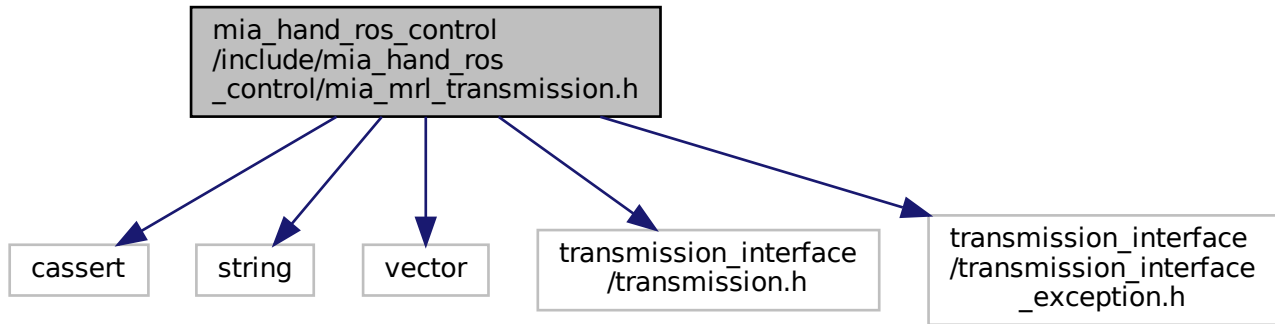 mia_hand_ros_control
/include/mia_hand_ros
_control/mia_mrl_transmission.h
cassert
string
vector
transmission_interface
/transmission.h
transmission_interface
/transmission_interface
_exception.h